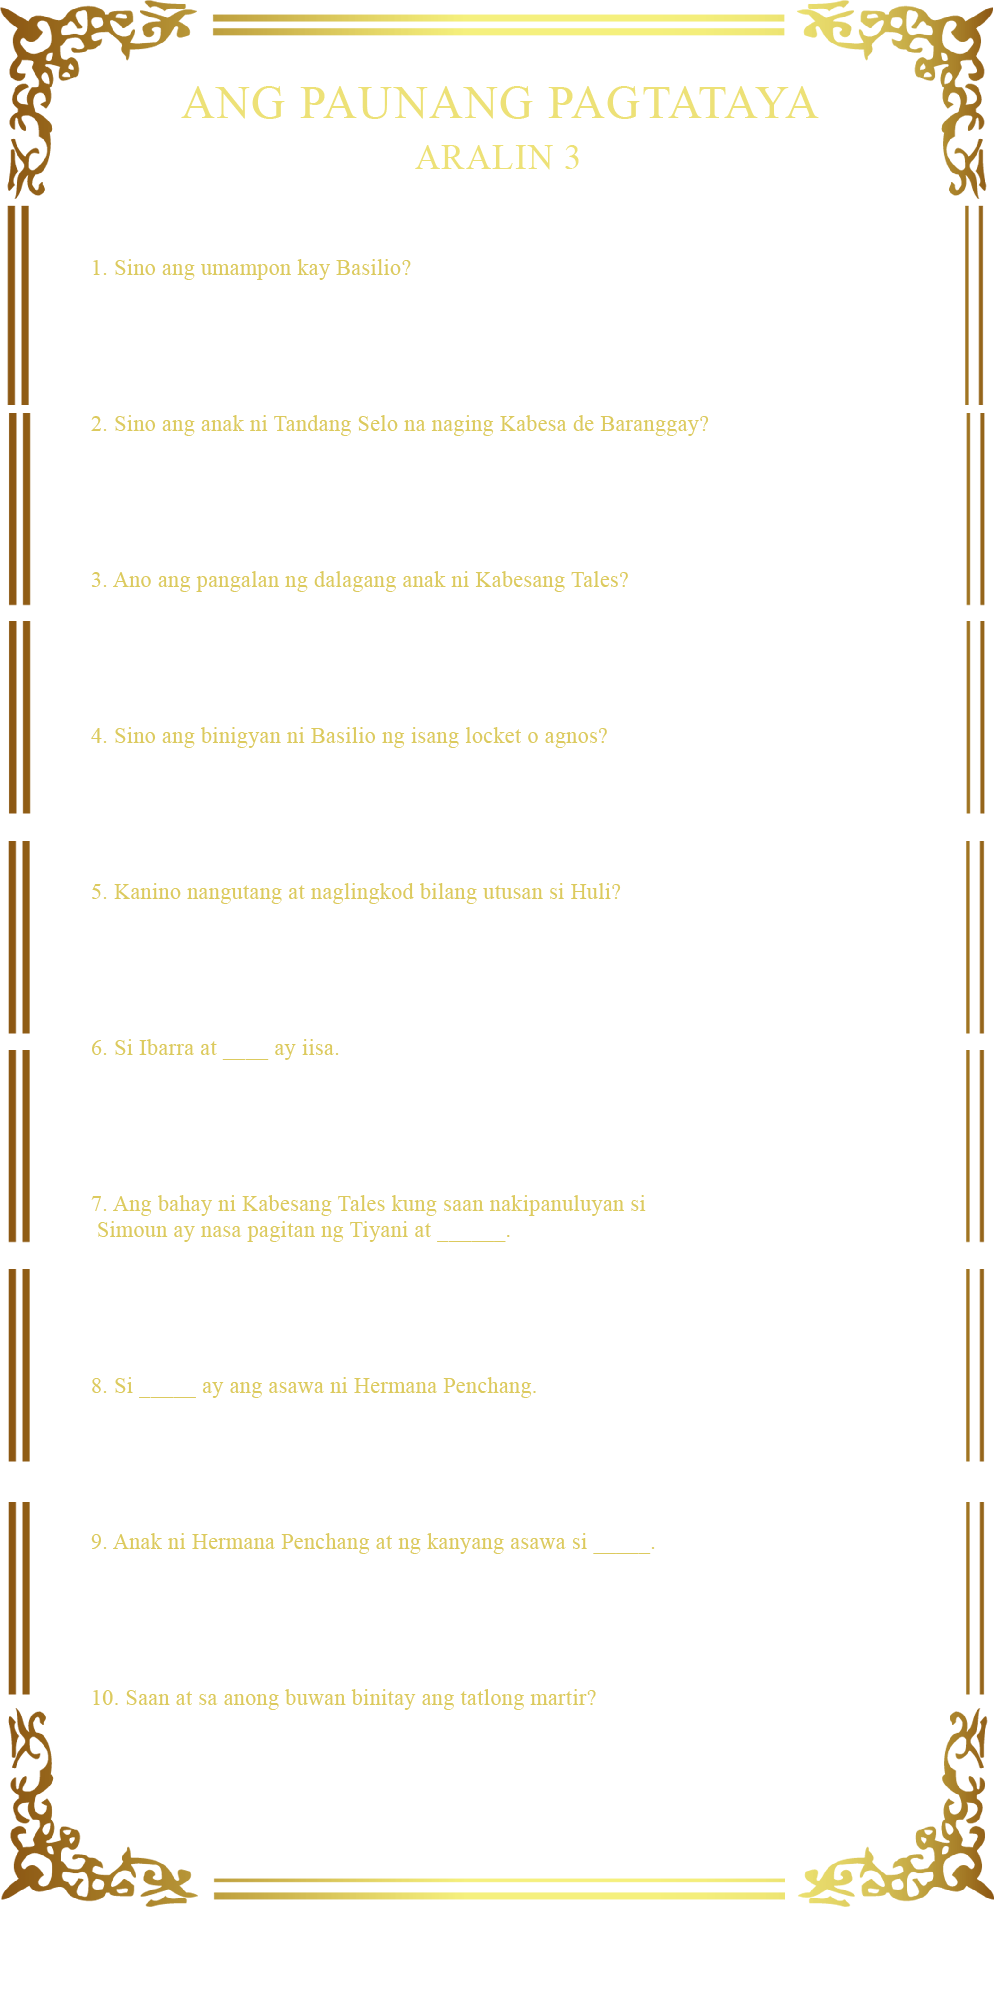 ANG PAUNANG PAGTATAYA
ARALIN 3
1. Sino ang umampon kay Basilio?
2. Sino ang anak ni Tandang Selo na naging Kabesa de Baranggay?
3. Ano ang pangalan ng dalagang anak ni Kabesang Tales?
4. Sino ang binigyan ni Basilio ng isang locket o agnos?
5. Kanino nangutang at naglingkod bilang utusan si Huli?
6. Si Ibarra at ____ ay iisa.
7. Ang bahay ni Kabesang Tales kung saan nakipanuluyan si
Simoun ay nasa pagitan ng Tiyani at ______.
8. Si _____ ay ang asawa ni Hermana Penchang.
9. Anak ni Hermana Penchang at ng kanyang asawa si _____.
10. Saan at sa anong buwan binitay ang tatlong martir?